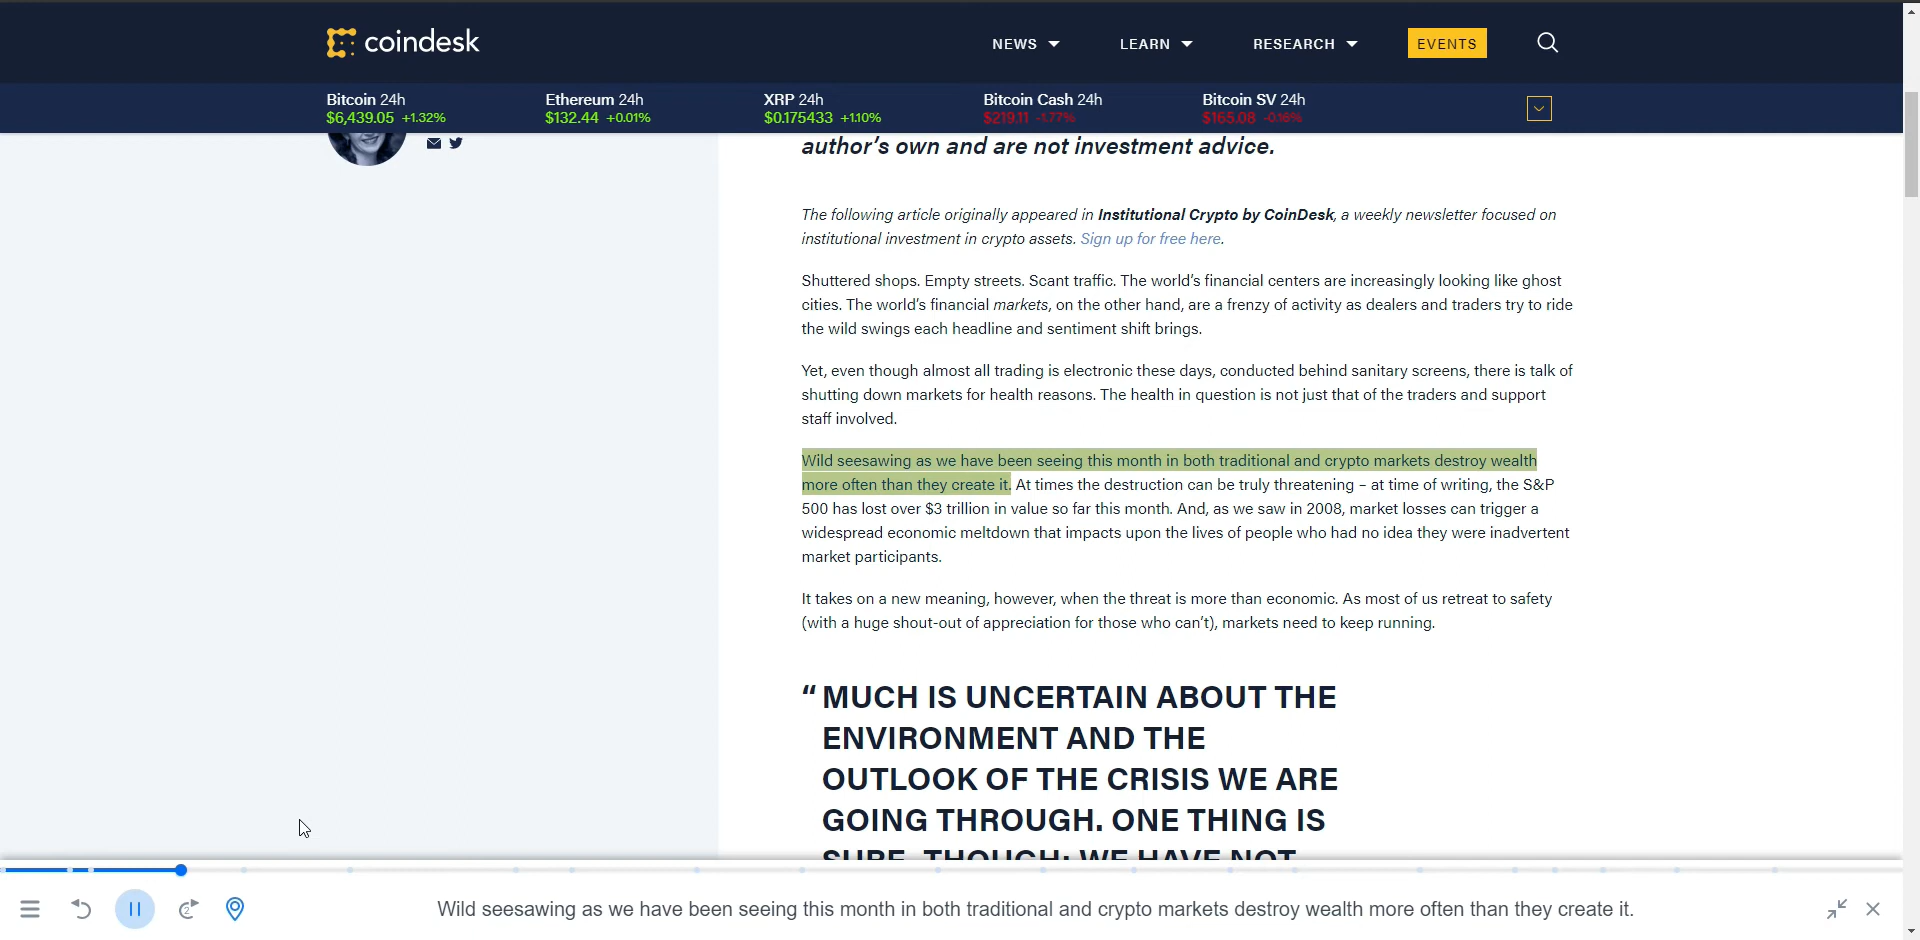 coindesk
NEWS
LEARN
RESEARCH
EVENTS
Bitcoin 24h
$6,439.05 +1.32%
Ethereum 24h
$132.44 +0.01%
XRP 24h
$0.175433 +1.10%
Bitcoin Cash 24h
$219.11 -1.77%
Bitcoin SV 24h
$165.08 -0.16%
author's own and are not investment advice.
The following article originally appeared in Institutional Crypto by CoinDesk, a weekly newsletter focused on
institutional investment in crypto assets. Sign up for free here.
Shuttered shops. Empty streets. Scant traffic. The world's financial centers are increasingly looking like ghost
cities. The world's financial markets, on the other hand, are a frenzy of activity as dealers and traders try to ride
the wild swings each headline and sentiment shift brings.
Yet, even though almost all trading is electronic these days, conducted behind sanitary screens, there is talk of
shutting down markets for health reasons. The health in question is not just that of the traders and support
staff involved.
Wild seesawing as we have been seeing this month in both traditional and crypto markets destroy wealth
more often than they create it. At times the destruction can be truly threatening – at time of writing, the S&P
500 has lost over $3 trillion in value so far this month. And, as we saw in 2008, market losses can trigger a
widespread economic meltdown that impacts upon the lives of people who had no idea they were inadvertent
market participants.
It takes on a new meaning, however, when the threat is more than economic. As most of us retreat to safety
(with a huge shout-out of appreciation for those who can't), markets need to keep running.
“ MUCH IS UNCERTAIN ABOUT THE
ENVIRONMENT AND THE
OUTLOOK OF THE CRISIS WE ARE
GOING THROUGH. ONE THING IS
SURE, THOUGH: WE HAVE NOT
2
Wild seesawing as we have been seeing this month in both traditional and crypto markets destroy wealth more often than they create it.